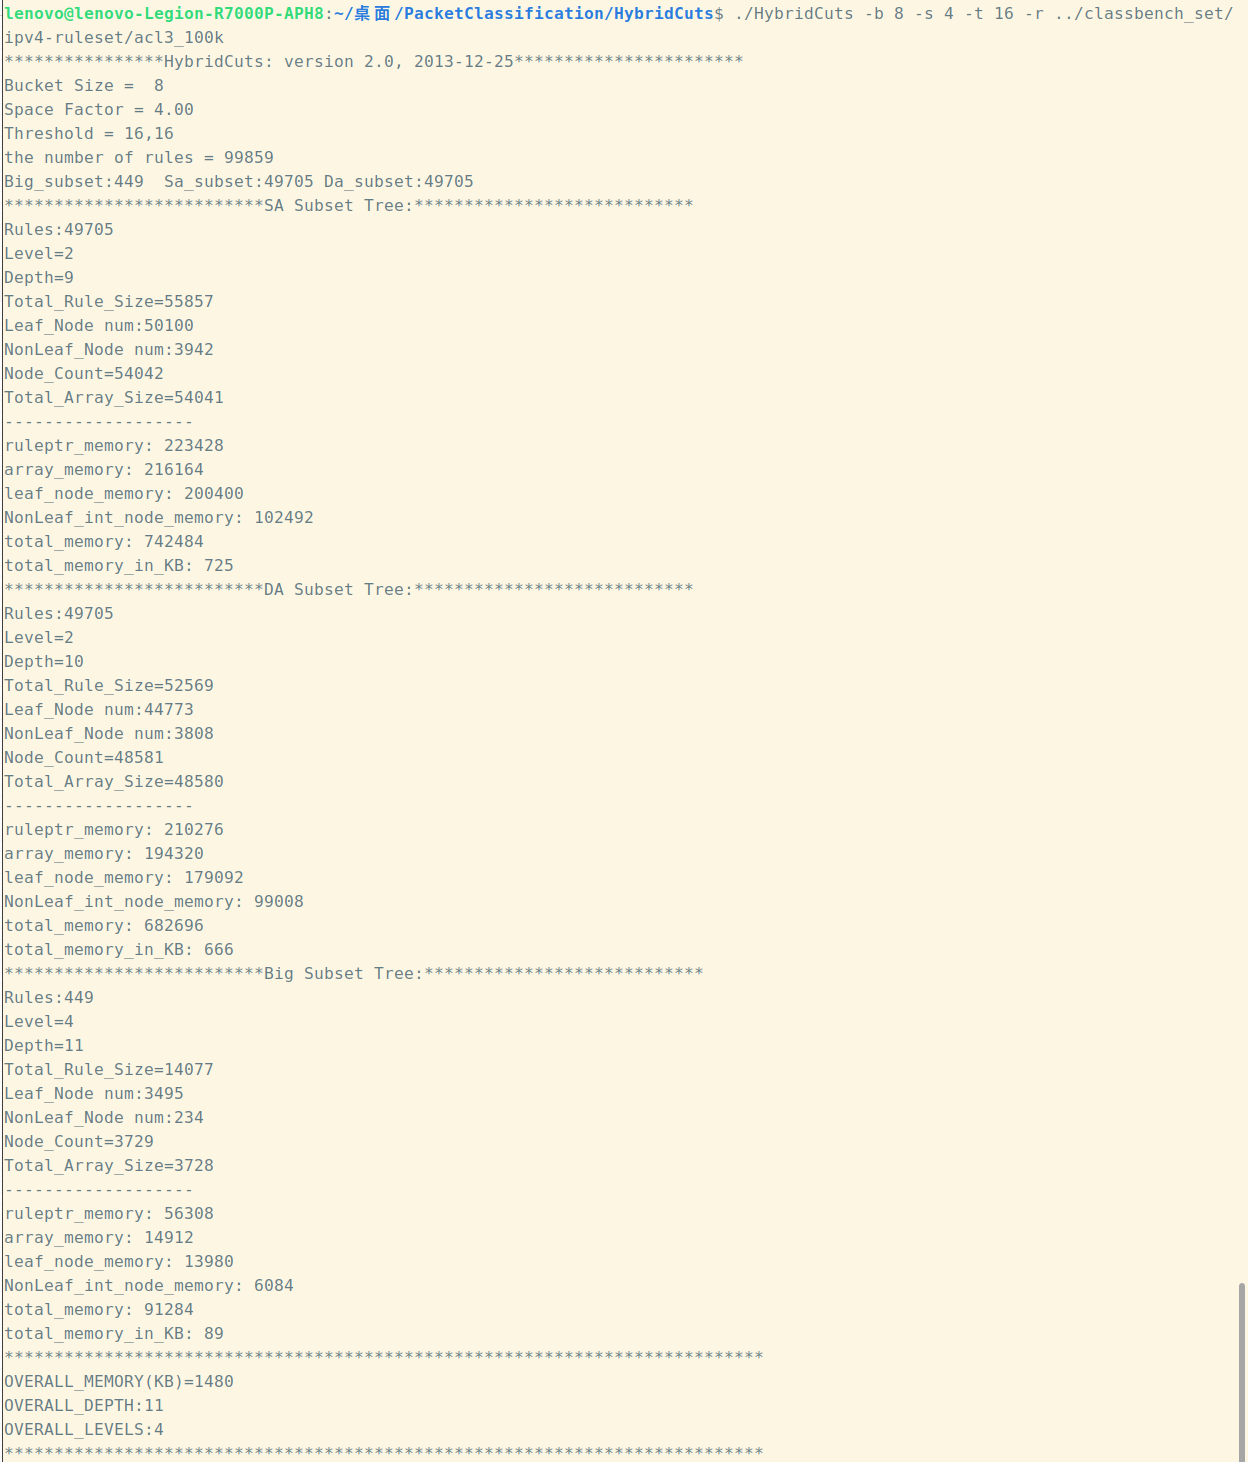 lenovo@lenovo-Legion-R7000P-APH8:~/桌面/PacketClassification/HybridCuts$ ./HybridCuts -b 8 -s 4 -t 16 -r ../classbench_set/
ipv4-ruleset/acl3_100k
****************HybridCuts: version 2.0, 2013-12-25***********************
Bucket Size =  8
Space Factor = 4.00
Threshold = 16,16
the number of rules = 99859
Big_subset:449  Sa_subset:49705 Da_subset:49705
**************************SA Subset Tree:****************************
Rules:49705
Level=2
Depth=9
Total_Rule_Size=55857
Leaf_Node num:50100
NonLeaf_Node num:3942
Node_Count=54042
Total_Array_Size=54041
-------------------
ruleptr_memory: 223428
array_memory: 216164
leaf_node_memory: 200400
NonLeaf_int_node_memory: 102492
total_memory: 742484
total_memory_in_KB: 725
**************************DA Subset Tree:****************************
Rules:49705
Level=2
Depth=10
Total_Rule_Size=52569
Leaf_Node num:44773
NonLeaf_Node num:3808
Node_Count=48581
Total_Array_Size=48580
-------------------
ruleptr_memory: 210276
array_memory: 194320
leaf_node_memory: 179092
NonLeaf_int_node_memory: 99008
total_memory: 682696
total_memory_in_KB: 666
**************************Big Subset Tree:****************************
Rules:449
Level=4
Depth=11
Total_Rule_Size=14077
Leaf_Node num:3495
NonLeaf_Node num:234
Node_Count=3729
Total_Array_Size=3728
-------------------
ruleptr_memory: 56308
array_memory: 14912
leaf_node_memory: 13980
NonLeaf_int_node_memory: 6084
total_memory: 91284
total_memory_in_KB: 89
****************************************************************************
OVERALL_MEMORY(KB)=1480
OVERALL_DEPTH:11
OVERALL_LEVELS:4
****************************************************************************